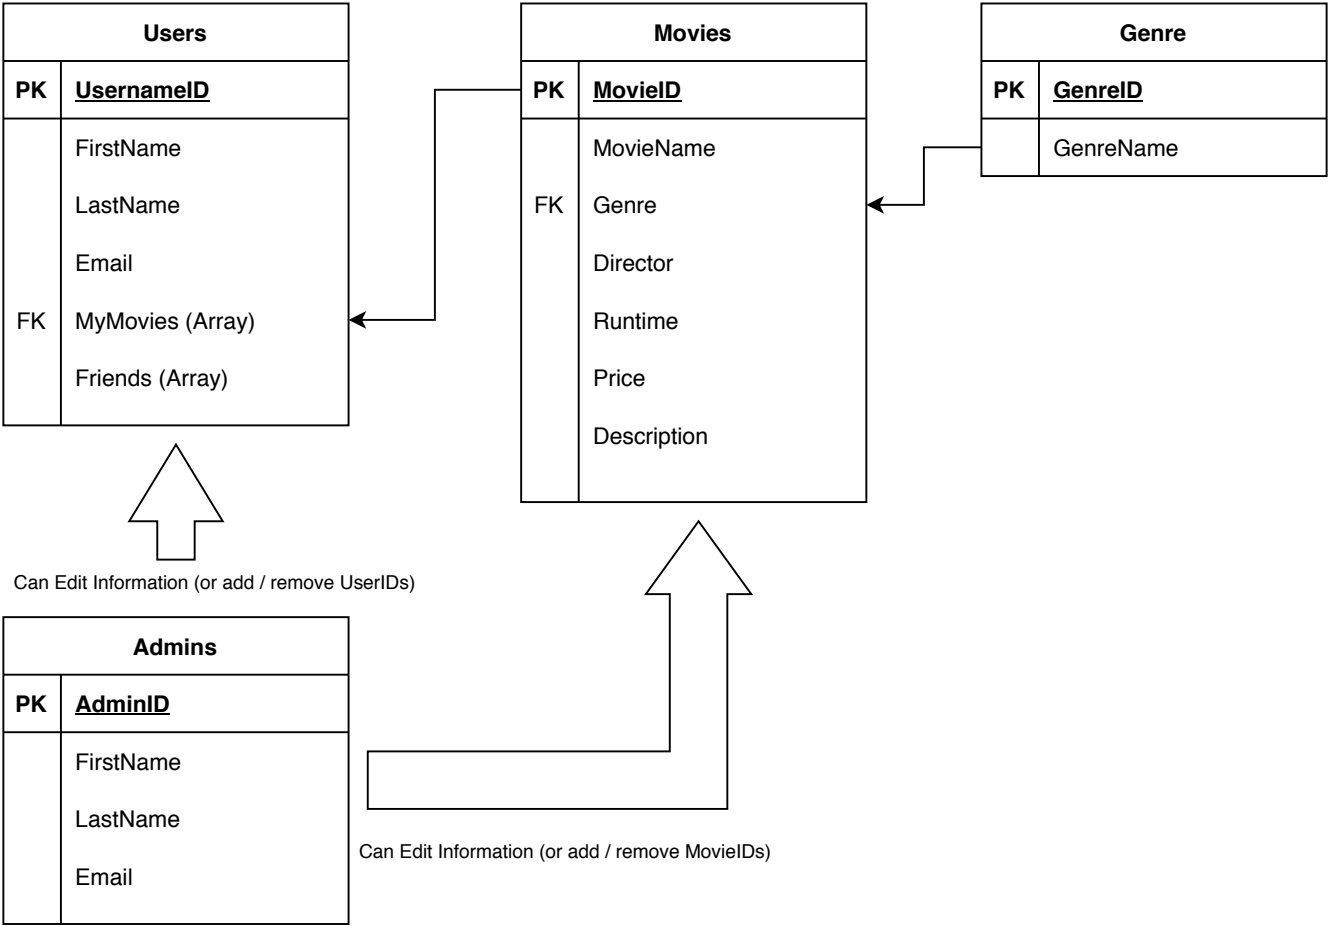 Users
PK UsernameID
FirstName
LastName
Email
FK MyMovies (Array)
Friends (Array)
Movies
PK MovieID
MovieName
FK Genre
Director
Runtime
Price
Description
Genre
PK GenreID
GenreName
Can Edit Information (or add / remove UserIDs)
Admins
PK AdminID
FirstName
LastName
Email
Can Edit Information (or add / remove MovieIDs)